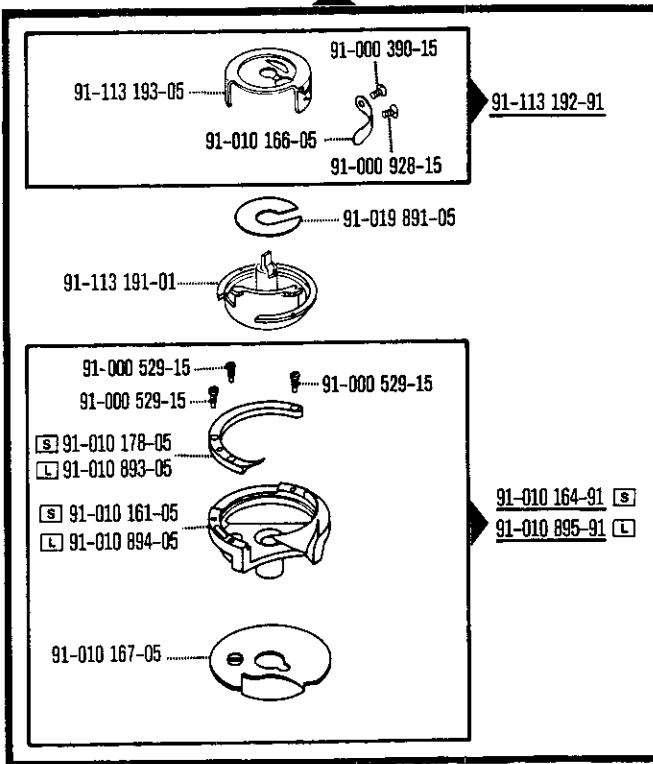 91-000 390-15
91-113 193-05
91-113 192-91
91-010 166-05
91-000 928-15
91-019 891-05
91-113 191-01
91-000 529-15
91-000 529-15
91-000 529-15
S 91-010 178-05
L 91-010 893-05
S 91-010 161-05
L 91-010 894-05
91-010 164-91 S
91-010 895-91 L
91-010 167-05